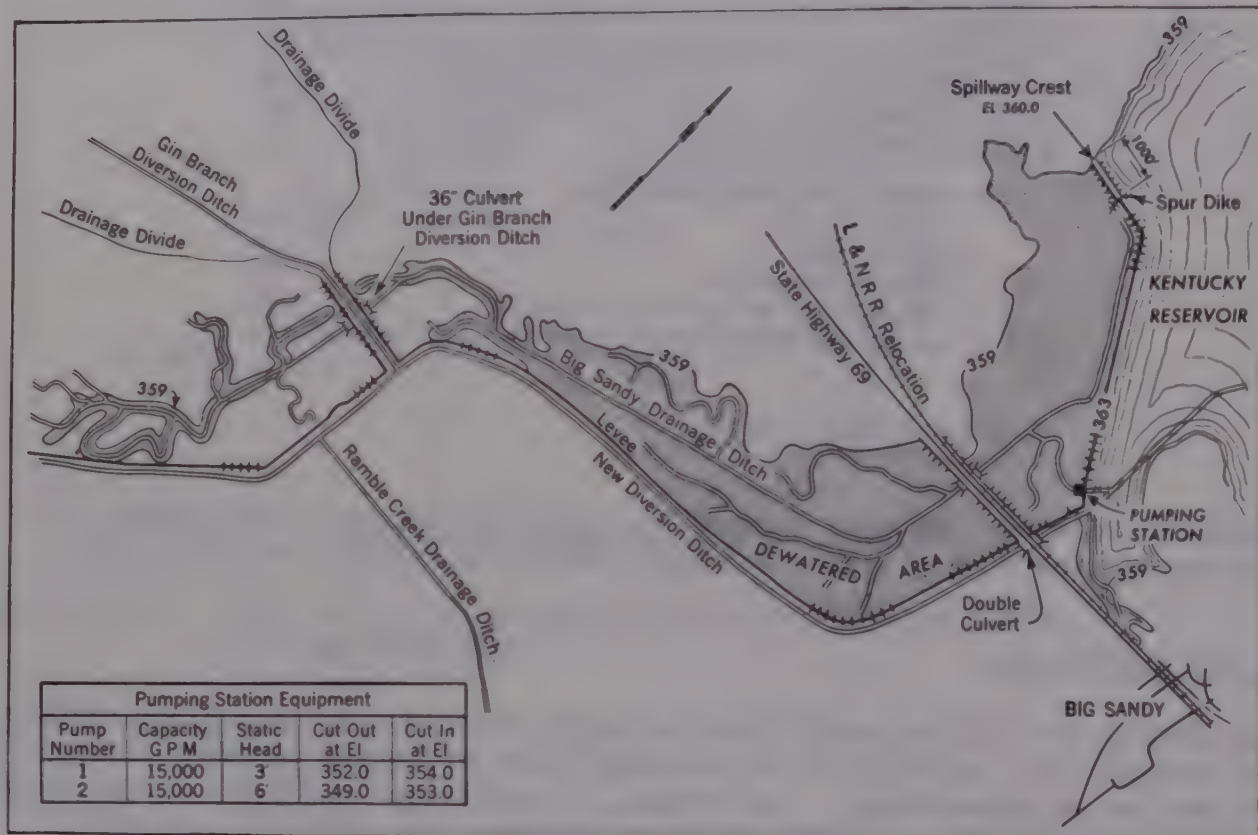 Drainage Divide
Gin Branch
Diversion Ditch
Drainage Divide
36" Culvert
Under Gin Branch
Diversion Ditch
359
Spillway Crest
El 360.0
1000'
Spur Dike
KENTUCKY
RESERVOIR
L & N R R Relocation
State Highway 69
359
359
Big Sandy Drainage Ditch
Levee
New Diversion Ditch
363
359
Ramble Creek Drainage Ditch
DEWATERED
AREA
PUMPING
STATION
359
Double
Culvert
BIG SANDY
Pumping Station Equipment
Pump Number Capacity G P M Static Head Cut Out at El Cut In at El
1 15,000 3' 352.0 354 0
2 15,000 6' 349.0 353.0